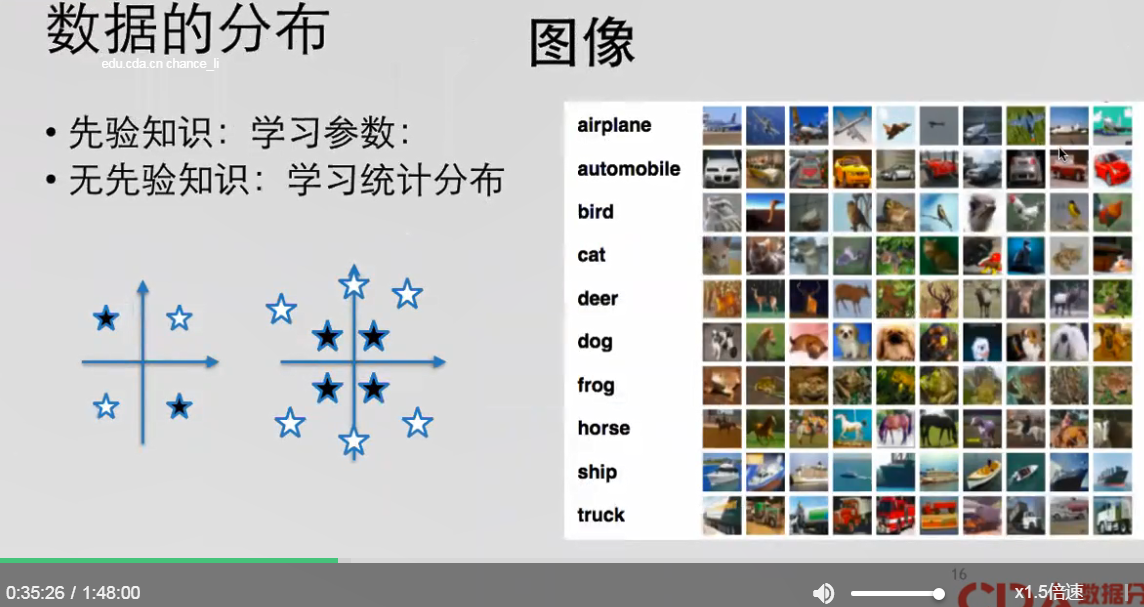 数据的分布
图像
edu.cda.cn chance_li
• 先验知识：学习参数：
• 无先验知识：学习统计分布
airplane
automobile
bird
cat
deer
dog
frog
horse
ship
truck
16
0:35:26 / 1:48:00
x1.5倍速
数据分